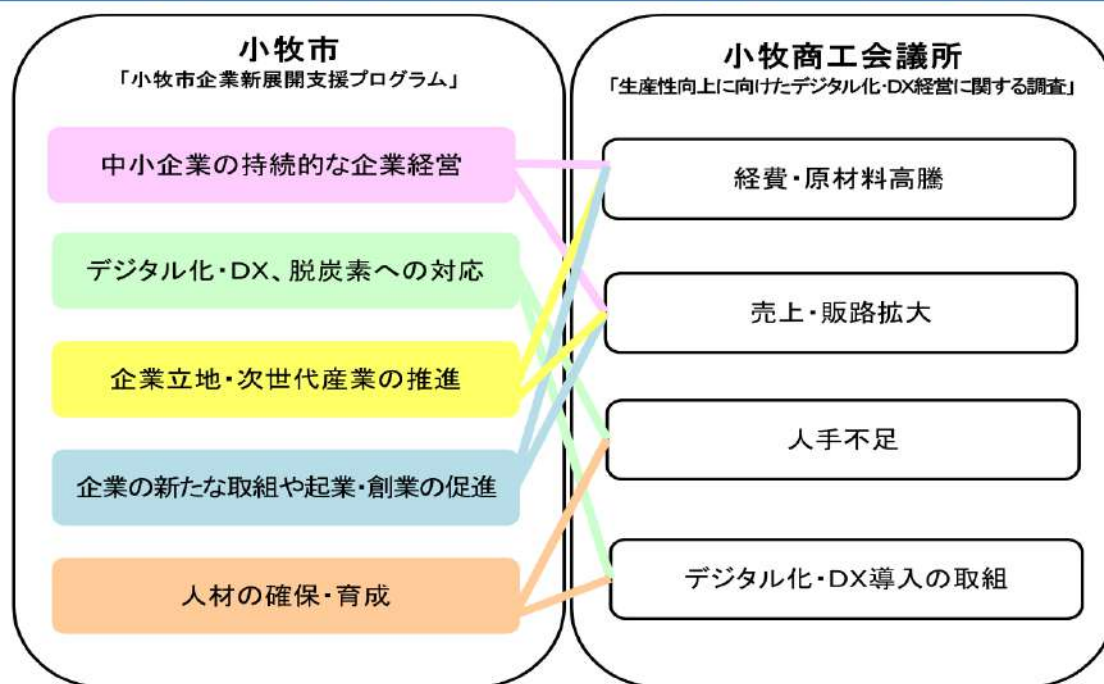 小牧市
「小牧市企業新展開支援プログラム」
中小企業の持続的な企業経営
デジタル化・DX、脱炭素への対応
企業立地・次世代産業の推進
企業の新たな取組や起業・創業の促進
人材の確保・育成
小牧商工会議所
「生産性向上に向けたデジタル化・DX経営に関する調査」
経費・原材料高騰
売上・販路拡大
人手不足
デジタル化・DX導入の取組